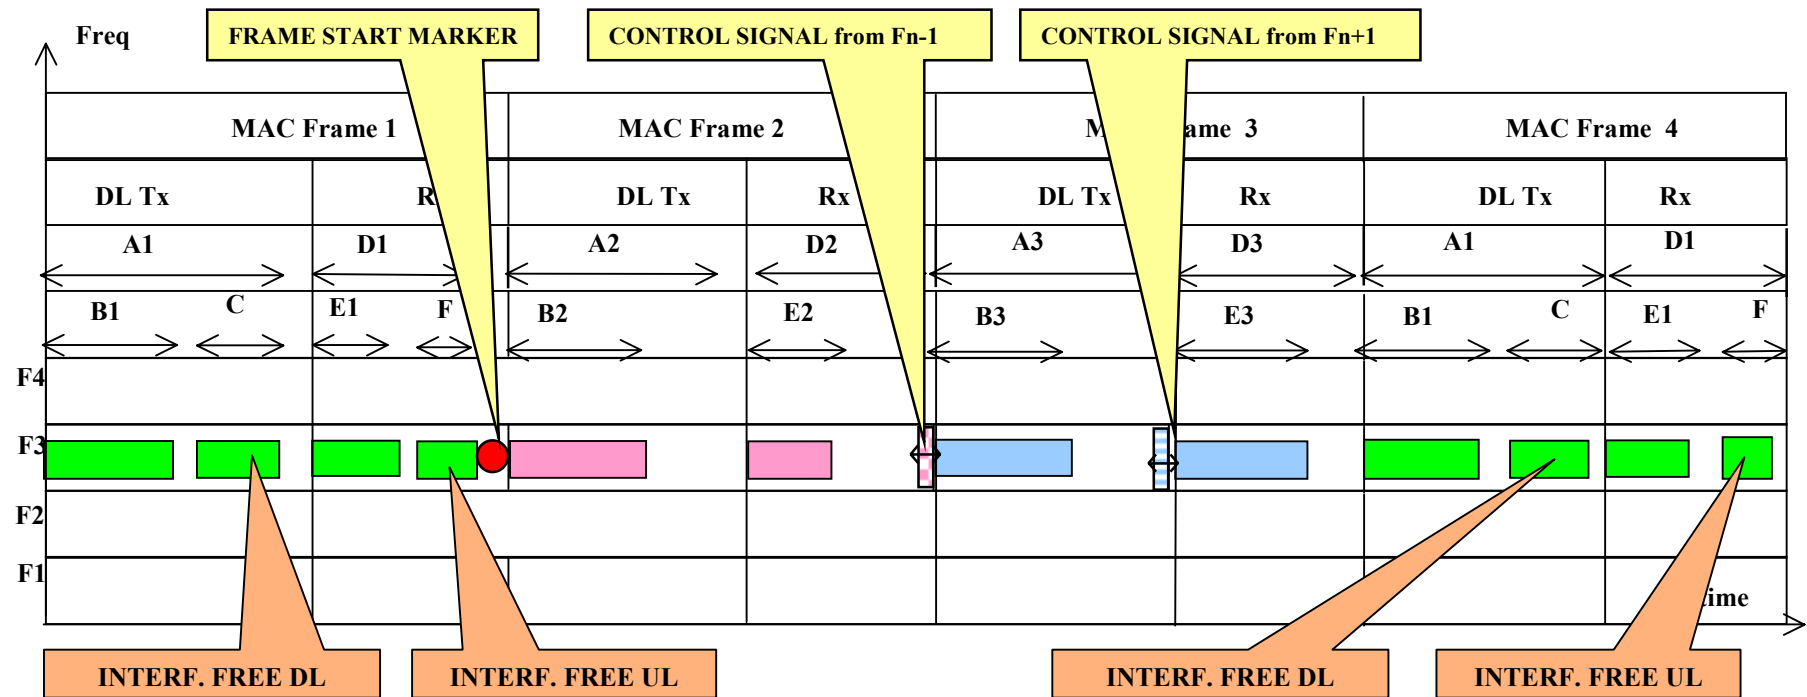 Freq
FRAME START MARKER
CONTROL SIGNAL from Fn-1
CONTROL SIGNAL from Fn+1
MAC Frame 1
MAC Frame 2
M ame 3
MAC Frame 4
DL Tx
R
DL Tx
Rx
DL Tx
Rx
DL Tx
Rx
A1
D1
A2
D2
A3
D3
A1
D1
B1
C
E1
F
B2
E2
B3
E3
B1
C
E1
F
F4
F3
F2
F1
time
INTERF. FREE DL
INTERF. FREE UL
INTERF. FREE DL
INTERF. FREE UL